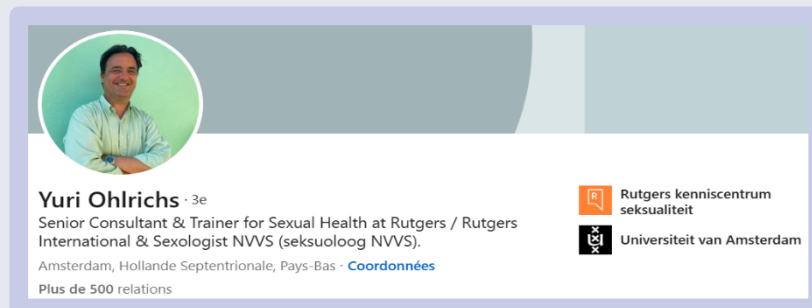 Yuri Ohlrichs · 3e
Senior Consultant & Trainer for Sexual Health at Rutgers / Rutgers
International & Sexologist NVVS (seksuoloog NVVS).
Amsterdam, Hollande Septentrionale, Pays-Bas · Coordonnées
Plus de 500 relations
R
Rutgers kenniscentrum
seksualiteit
Universiteit van Amsterdam